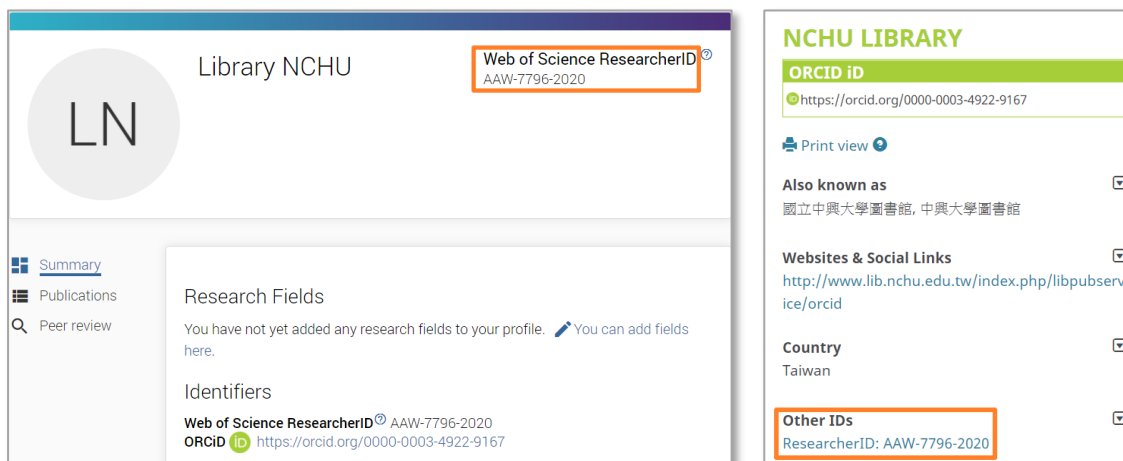 Library NCHU
Web of Science ResearcherID ?
AAW-7796-2020
LN
Summary
Publications
Peer review
Research Fields
You have not yet added any research fields to your profile. You can add fields
here.
Identifiers
Web of Science ResearcherID ? AAW-7796-2020
ORCiD iD https://orcid.org/0000-0003-4922-9167
NCHU LIBRARY
ORCID iD
iD https://orcid.org/0000-0003-4922-9167
Print view ?
Also known as
國立中興大學圖書館, 中興大學圖書館
Websites & Social Links
http://www.lib.nchu.edu.tw/index.php/libpubserv
ice/orcid
Country
Taiwan
Other IDs
ResearcherID: AAW-7796-2020